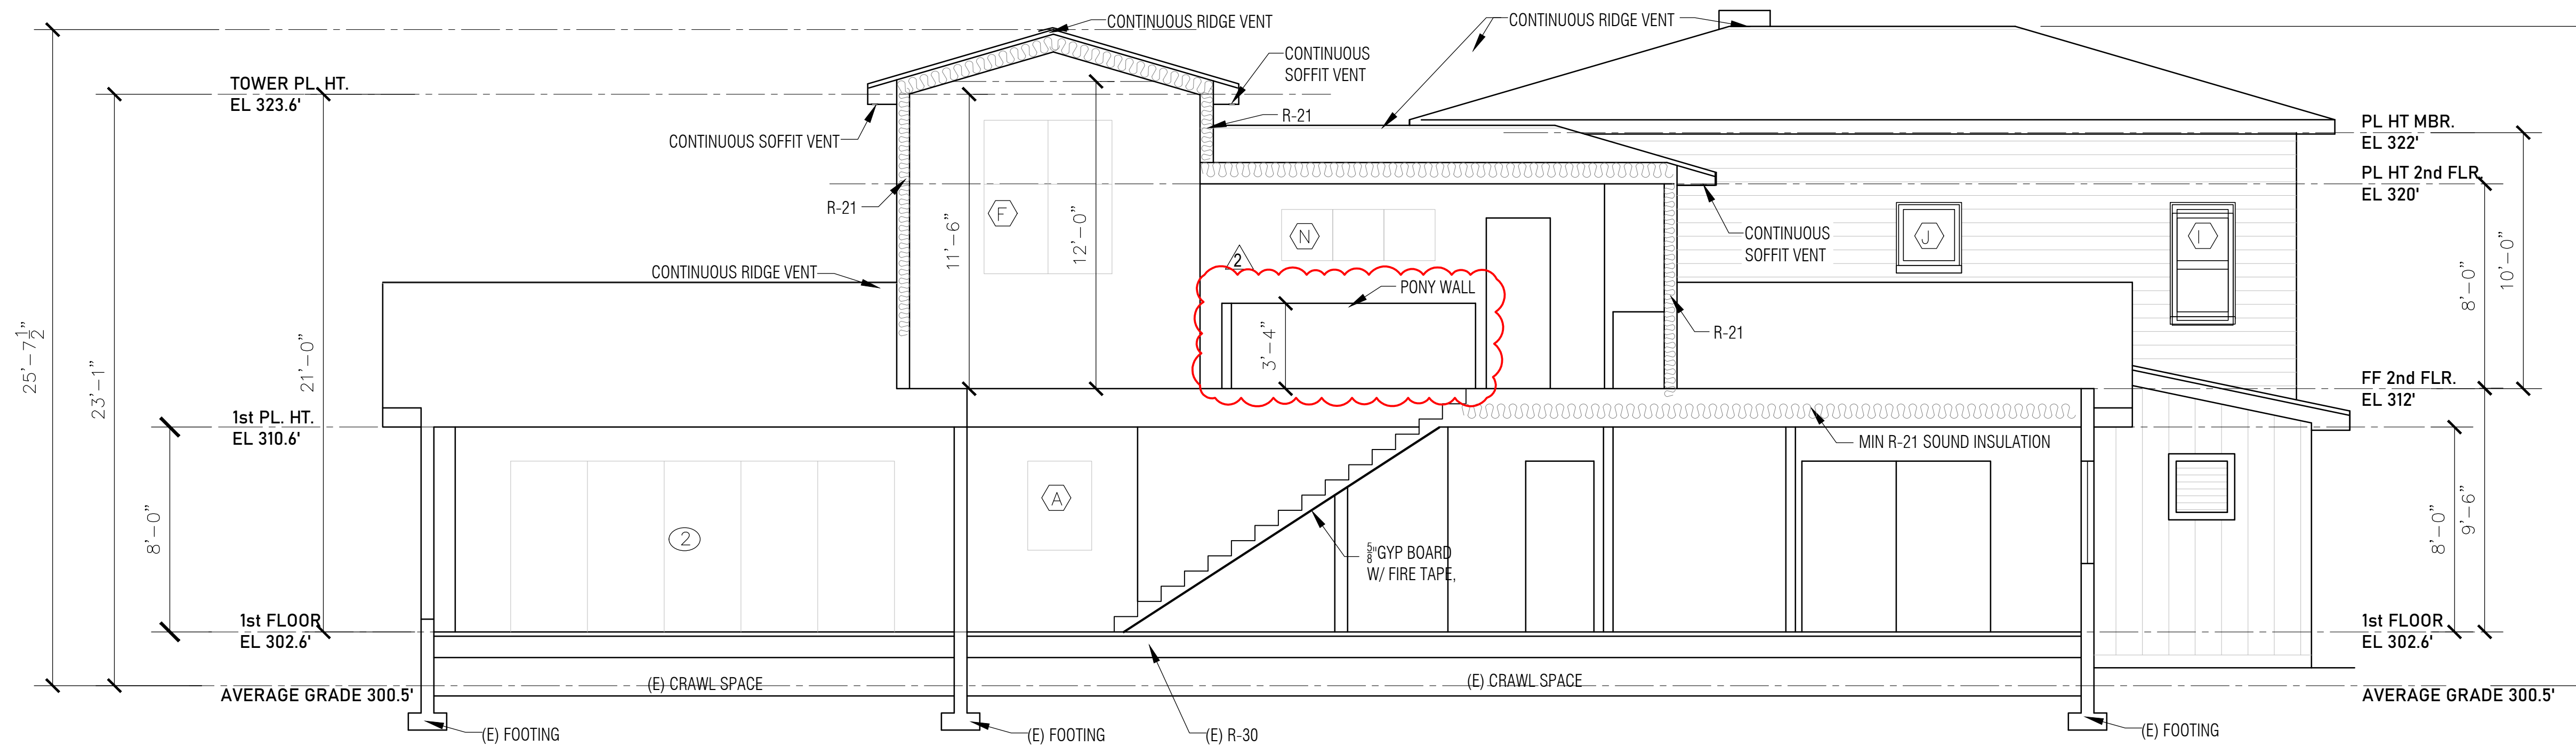 CONTINUOUS RIDGE VENT
CONTINUOUS RIDGE VENT
CONTINUOUS
SOFFIT VENT
TOWER PL. HT.
EL 323.6'
R-21
CONTINUOUS SOFFIT VENT
PL HT MBR.
EL 322'
PL HT 2nd FLR.
EL 320'
R-21
F
N
J
I
11'-6"
12'-0"
CONTINUOUS
SOFFIT VENT
2
CONTINUOUS RIDGE VENT
PONY WALL
3'-4"
R-21
8'-0"
10'-0"
25'-7 1/2"
23'-1"
21'-0"
FF 2nd FLR.
EL 312'
1st PL. HT.
EL 310.6'
MIN R-21 SOUND INSULATION
A
2
8'-0"
5/8"GYP BOARD
W/ FIRE TAPE,
8'-0"
9'-6"
1st FLOOR
EL 302.6'
1st FLOOR
EL 302.6'
(E) CRAWL SPACE
(E) CRAWL SPACE
AVERAGE GRADE 300.5'
AVERAGE GRADE 300.5'
(E) FOOTING
(E) FOOTING
(E) R-30
(E) FOOTING